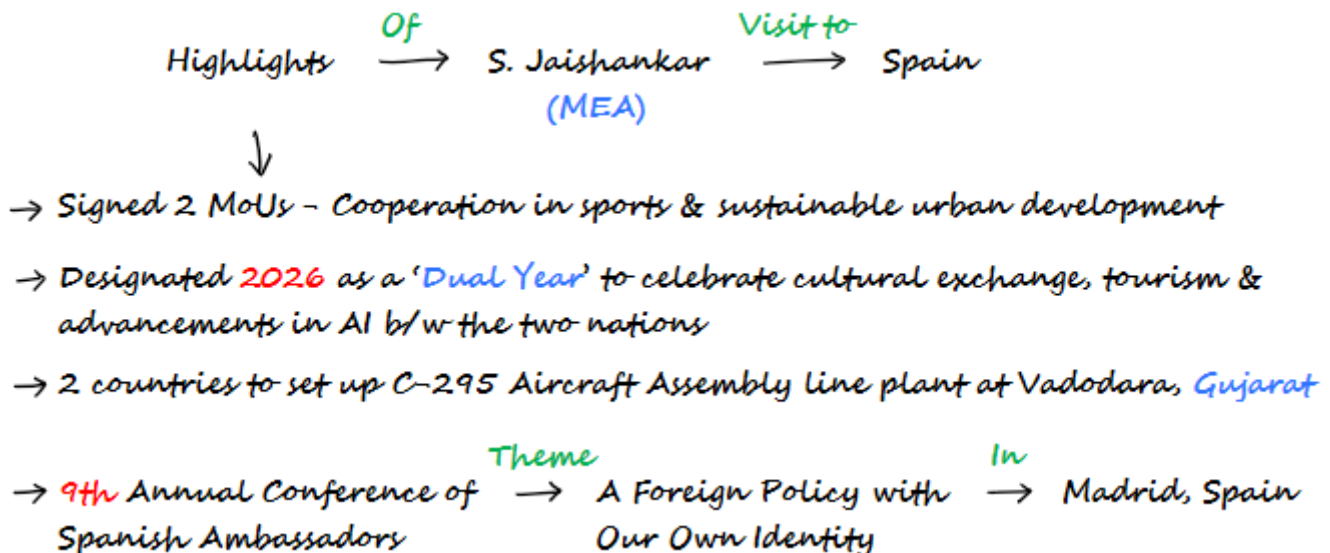 Of Visit to
Highlights → S. Jaishankar → Spain
(MEA)
↓
→ Signed 2 MoUs - Cooperation in sports & sustainable urban development
→ Designated 2026 as a ‘Dual Year’ to celebrate cultural exchange, tourism &
advancements in AI b/w the two nations
→ 2 countries to set up C-295 Aircraft Assembly line plant at Vadodara, Gujarat
Theme In
→ 9th Annual Conference of → A Foreign Policy with → Madrid, Spain
Spanish Ambassadors Our Own Identity